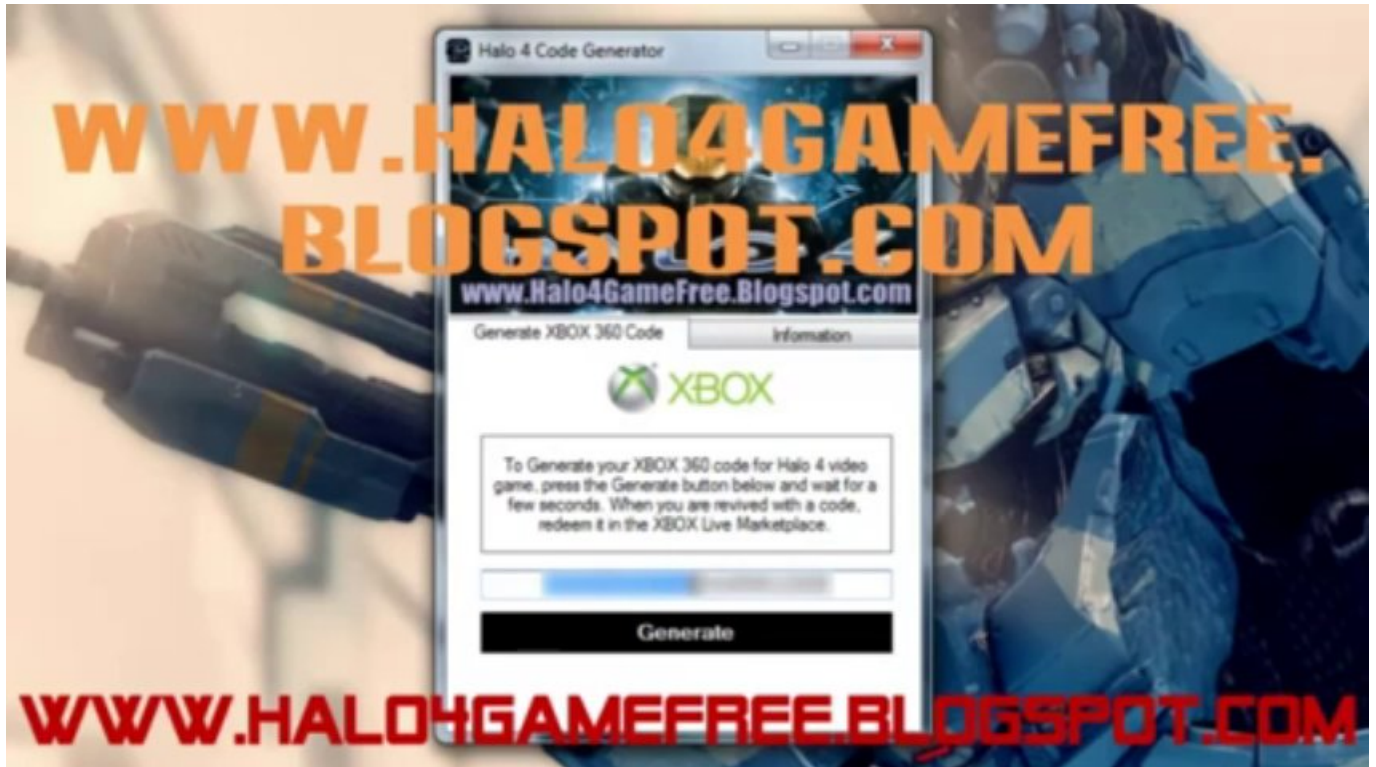 Halo 4 Code Generator
WWW.HALO4GAMEFREE.
BLOGSPOT.COM
www.Halo4GameFree.Blogspot.com
Generate XBOX 360 Code
Information
XBOX
To Generate your XBOX 360 code for Halo 4 video
game, press the Generate button below and wait for a
few seconds. When you are revived with a code,
redeem it in the XBOX Live Marketplace.
Generate
WWW.HALO4GAMEFREE.BLOGSPOT.COM